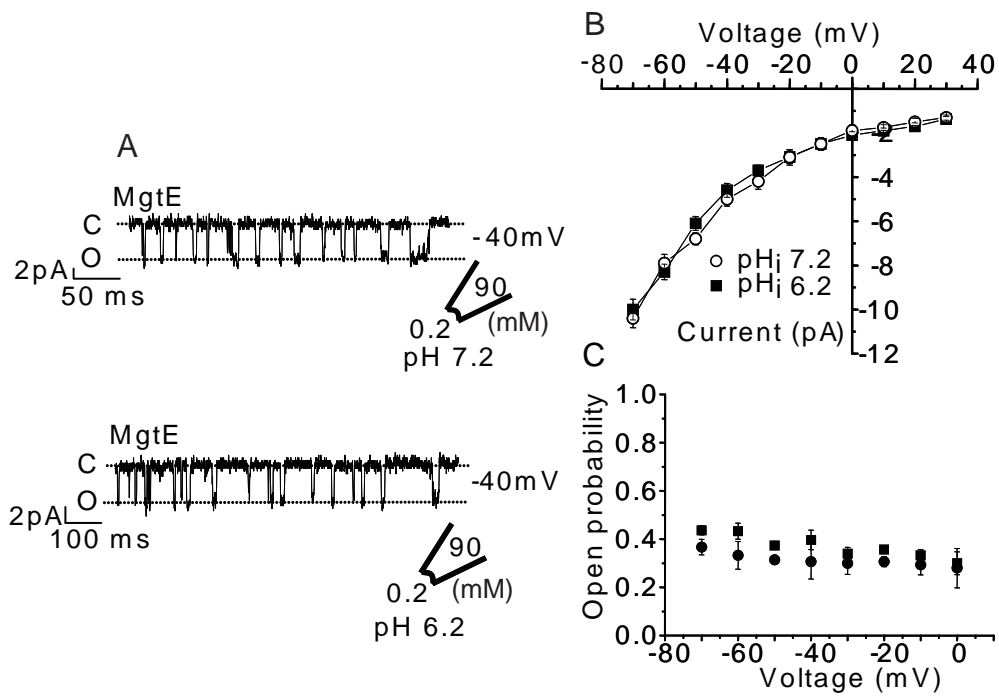 A
MgtE
C
O
-40mV
2pA
50 ms
90
0.2
(mM)
pH 7.2
MgtE
C
O
-40mV
2pA
100 ms
90
0.2
(mM)
pH 6.2
B
Voltage (mV)
-80 -60 -40 -20 0 20 40
-2
-4
-6
-8
-10
-12
pHi 7.2
pHi 6.2
Current (pA)
C
Open probability
1.0
0.8
0.6
0.4
0.2
0.0
-80 -60 -40 -20 0
Voltage (mV)